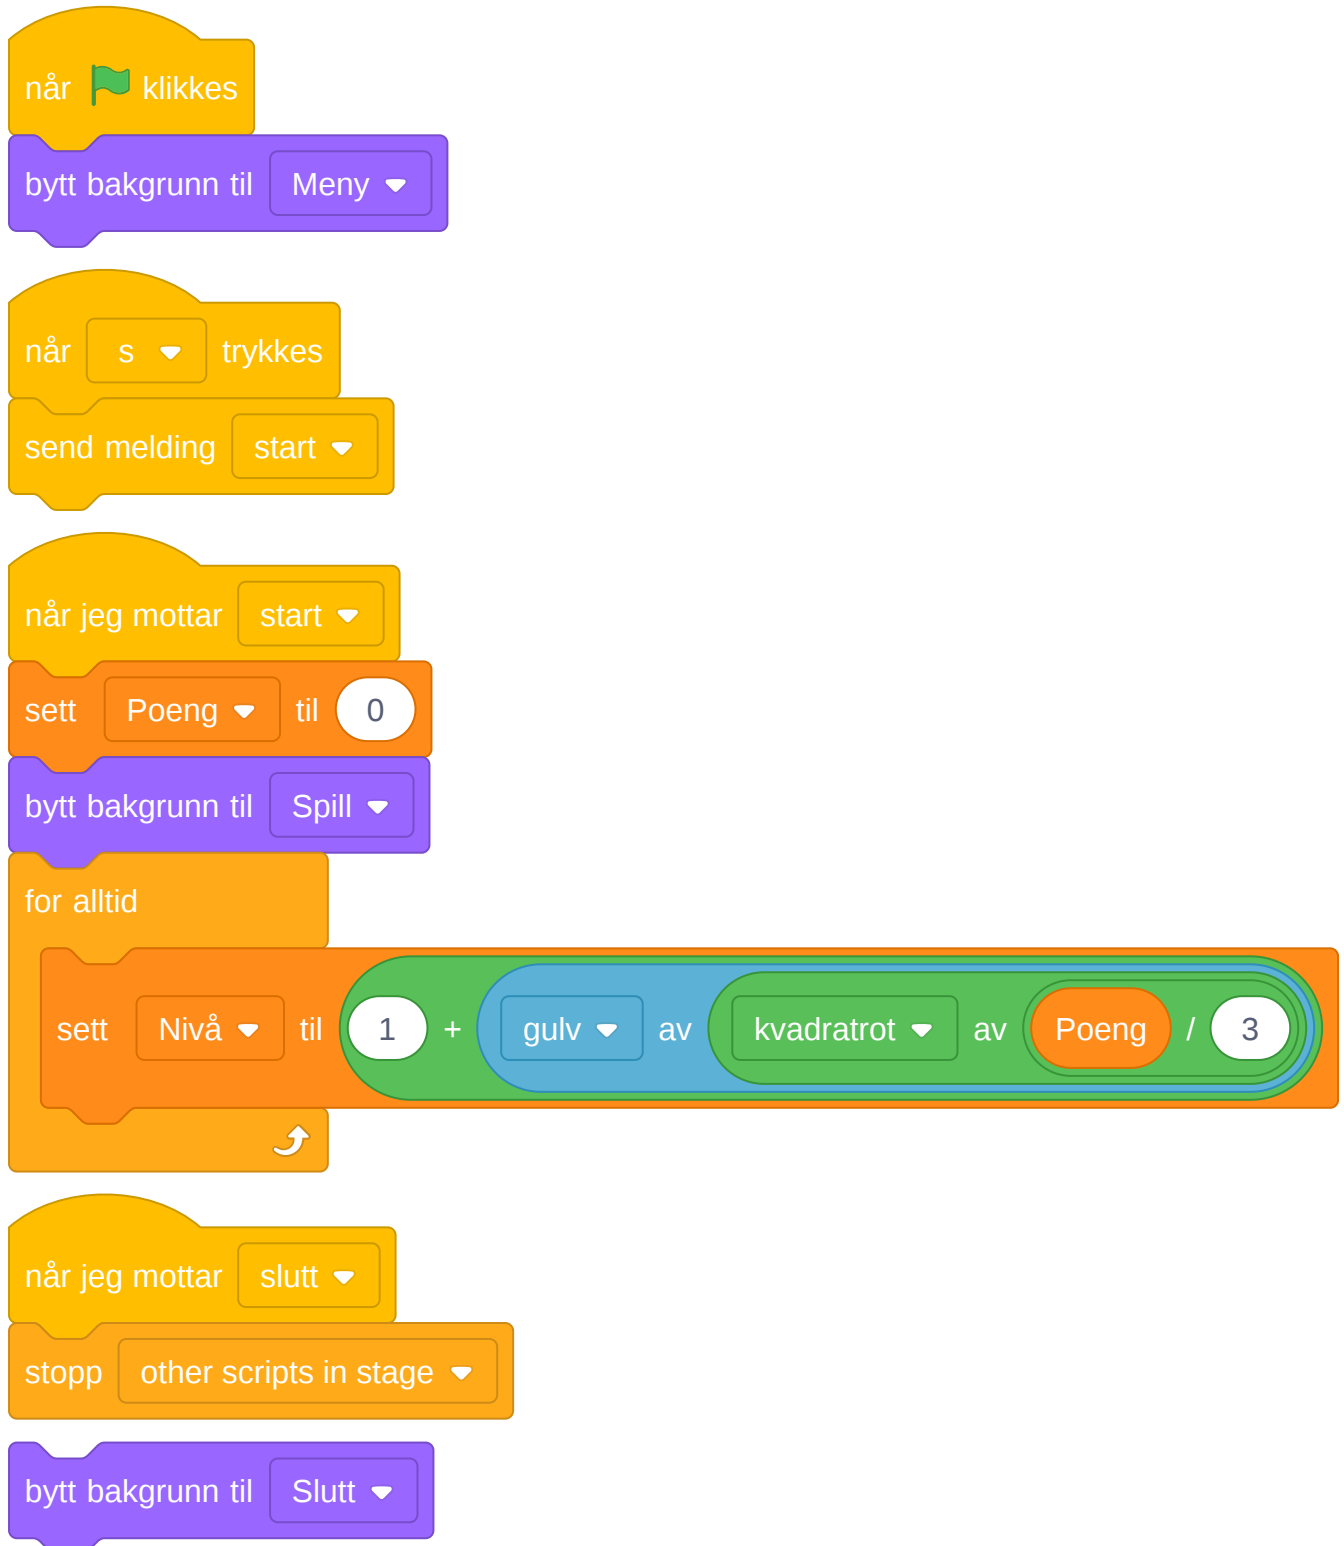 når klikkes
bytt bakgrunn til Meny
når s trykkes
send melding start
når jeg mottar start
sett Poeng til 0
bytt bakgrunn til Spill
for alltid
sett Nivå til 1 + gulv av kvadratrot av Poeng / 3
når jeg mottar slutt
stopp other scripts in stage
bytt bakgrunn til Slutt